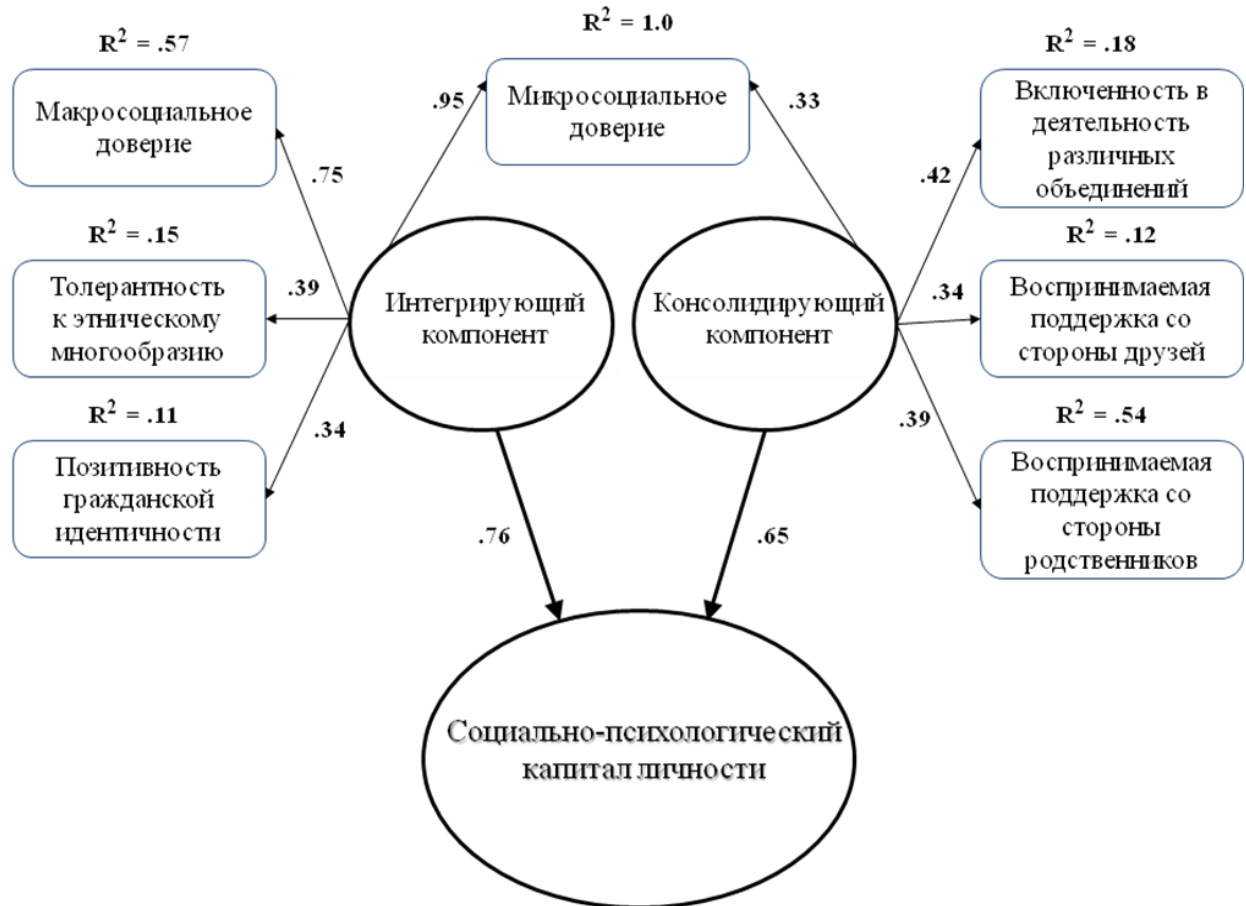 R² = .57
Макросоциальное
доверие
R² = 1.0
Микросоциальное
доверие
R² = .18
Включенность в
деятельность
различных
объединений
.95
.33
.75
.42
R² = .15
Толерантность
к этническому
многообразию
.39
Интегрирующий
компонент
Консолидирующий
компонент
.34
R² = .12
Воспринимаемая
поддержка со
стороны друзей
R² = .11
Позитивность
гражданской
идентичности
.34
.39
R² = .54
Воспринимаемая
поддержка со
стороны
родственников
.76
.65
Социально-психологический
капитал личности